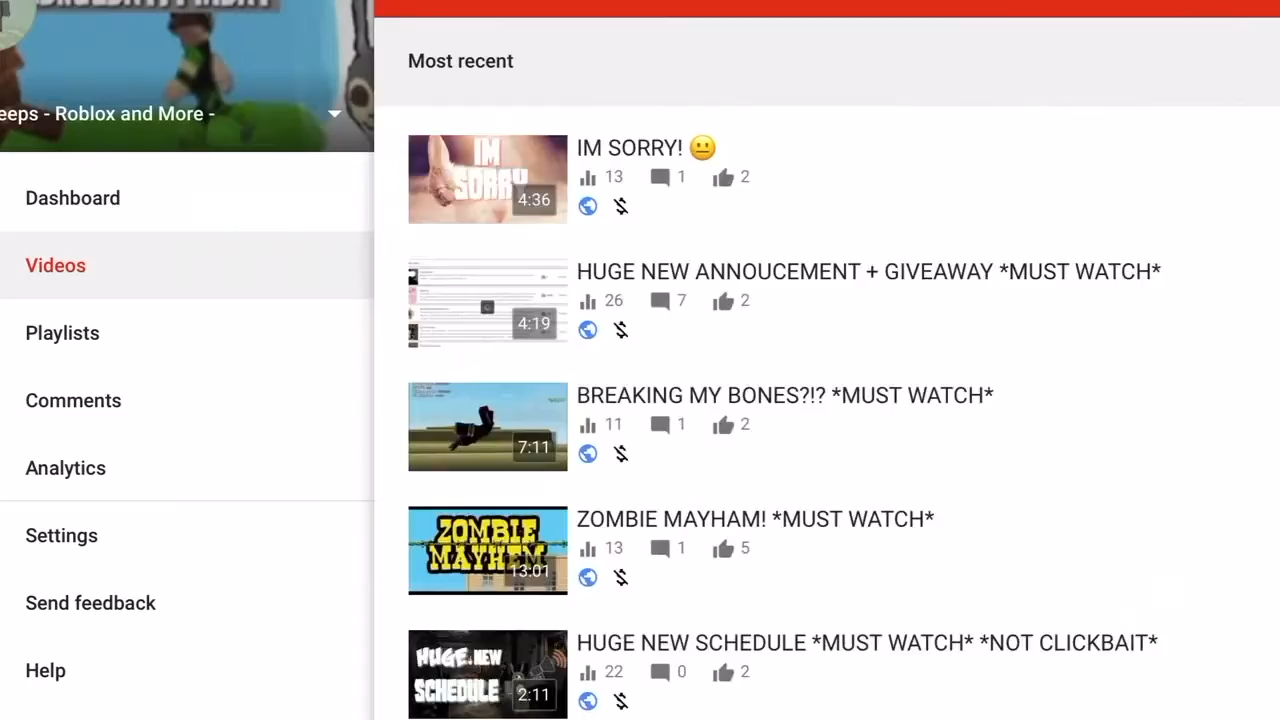 eeps - Roblox and More -
Dashboard
Videos
Playlists
Comments
Analytics
Settings
Send feedback
Help
Most recent
IM SORRY
4:36
IM SORRY! 😐
13 1 2
4:19
HUGE NEW ANNOUCEMENT + GIVEAWAY *MUST WATCH*
26 7 2
7:11
BREAKING MY BONES?!? *MUST WATCH*
11 1 2
ZOMBIE
MAYHEM
13:01
ZOMBIE MAYHAM! *MUST WATCH*
13 1 5
HUGE NEW
SCHEDULE
2:11
HUGE NEW SCHEDULE *MUST WATCH* *NOT CLICKBAIT*
22 0 2